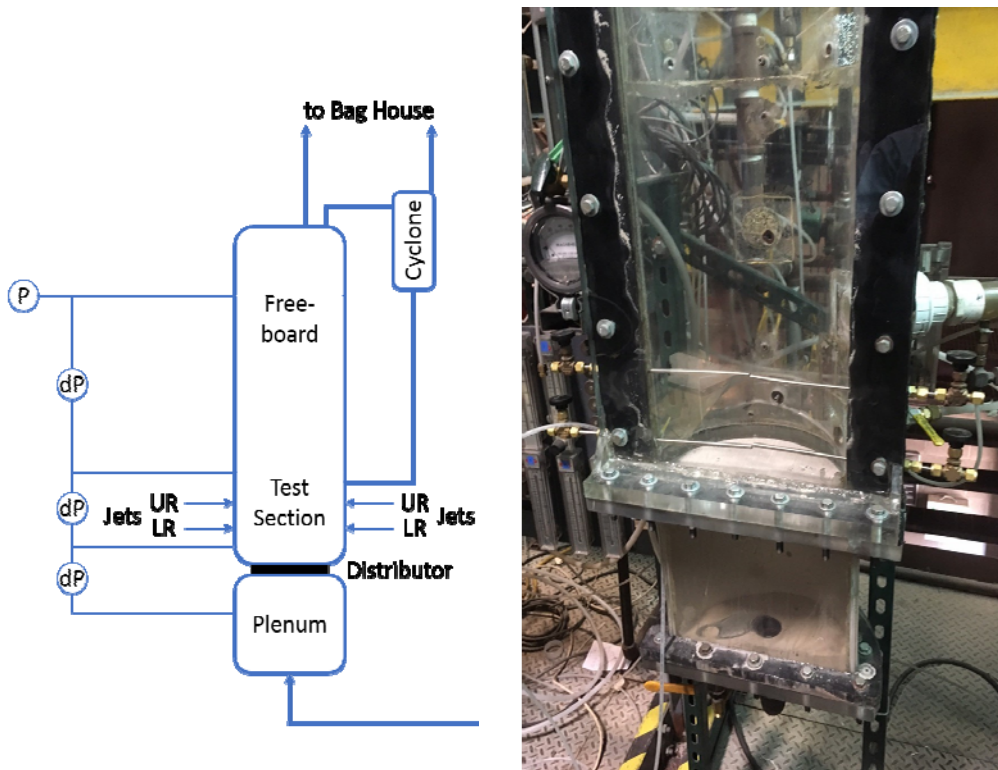 to Bag House
Cyclone
P
Free-
board
dP
dP
Jets
UR
LR
Test
Section
UR
LR
Jets
dP
Distributor
Plenum